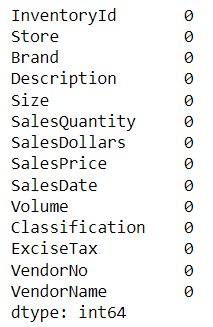 InventoryId 0
Store 0
Brand 0
Description 0
Size 0
SalesQuantity 0
SalesDollars 0
SalesPrice 0
SalesDate 0
Volume 0
Classification 0
ExciseTax 0
VendorNo 0
VendorName 0
dtype: int64